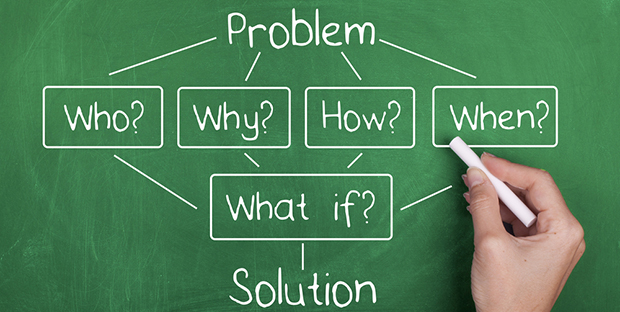 Problem
Who? Why? How? When?
What if?
Solution